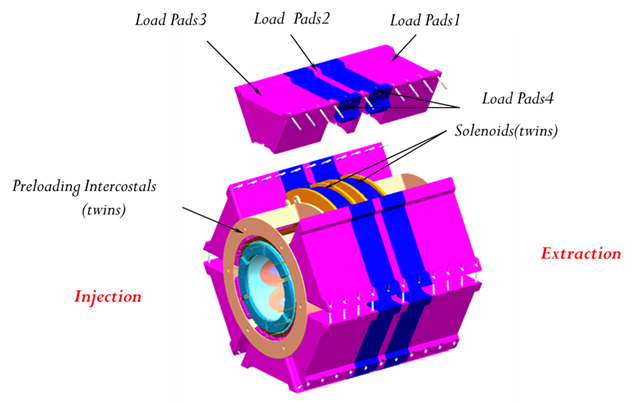 Load Pads3
Load Pads2
Load Pads1
Load Pads4
Solenoids(twins)
Preloading Intercostals
(twins)
Extraction
Injection